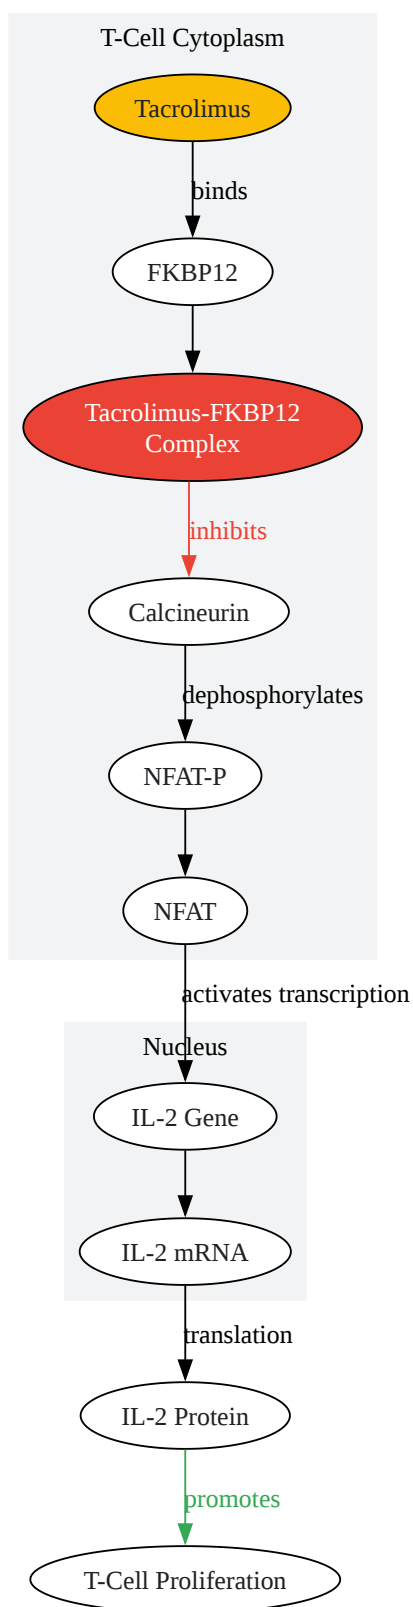 T-Cell Cytoplasm
Tacrolimus
binds
FKBP12
Tacrolimus-FKBP12
Complex
inhibits
Calcineurin
dephosphorylates
NFAT-P
NFAT
activates transcription
Nucleus
IL-2 Gene
IL-2 mRNA
translation
IL-2 Protein
promotes
T-Cell Proliferation